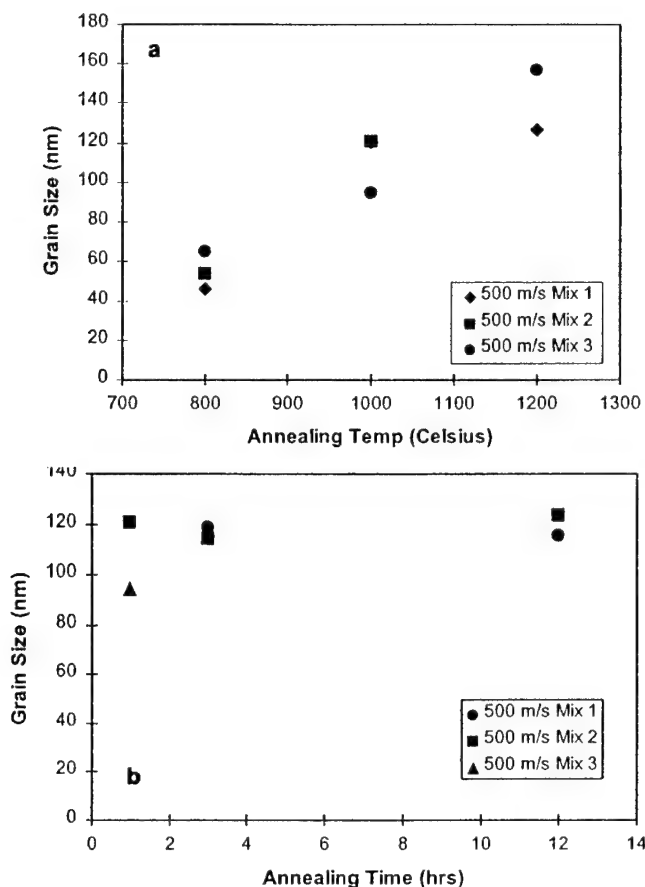 180
a
160
140
120
100
80
60
40
20
0
Grain Size (nm)
◆ 500 m/s Mix 1
■ 500 m/s Mix 2
● 500 m/s Mix 3
700 800 900 1000 1100 1200 1300
Annealing Temp (Celsius)
140
120
100
80
60
40
20
0
Grain Size (nm)
● 500 m/s Mix 1
■ 500 m/s Mix 2
▲ 500 m/s Mix 3
b
0 2 4 6 8 10 12 14
Annealing Time (hrs)